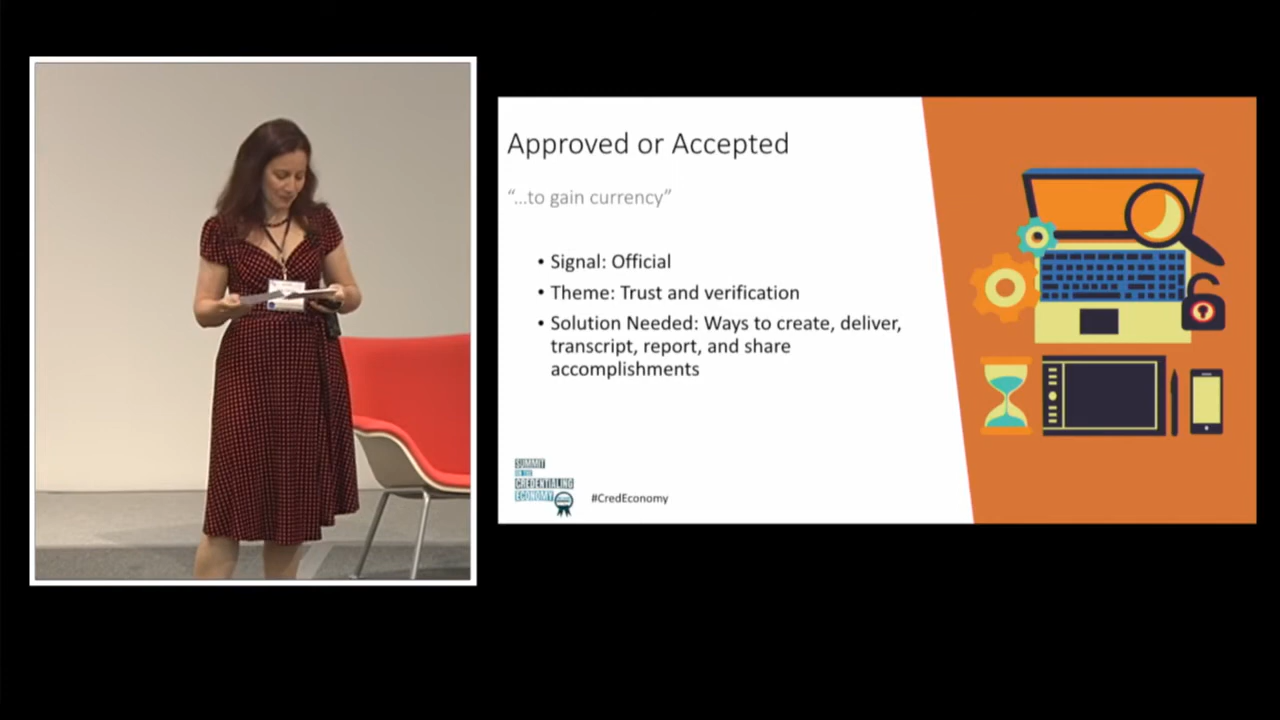 Approved or Accepted
“...to gain currency”
• Signal: Official
• Theme: Trust and verification
• Solution Needed: Ways to create, deliver,
transcript, report, and share
accomplishments
SUMMIT
ON THE
CREDENTIALING
ECONOMY
#CredEconomy